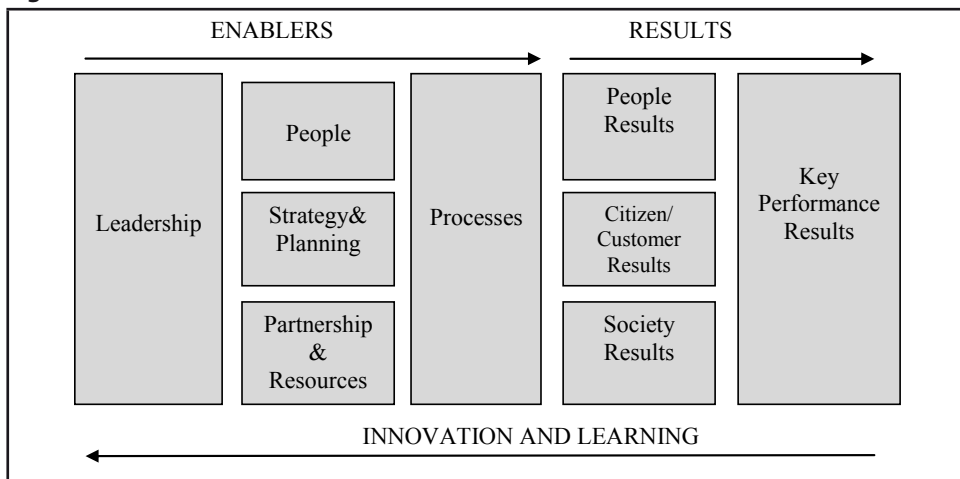 ENABLERS
RESULTS
Leadership
People
Strategy&
Planning
Partnership
&
Resources
Processes
People
Results
Citizen/
Customer
Results
Society
Results
Key
Performance
Results
INNOVATION AND LEARNING